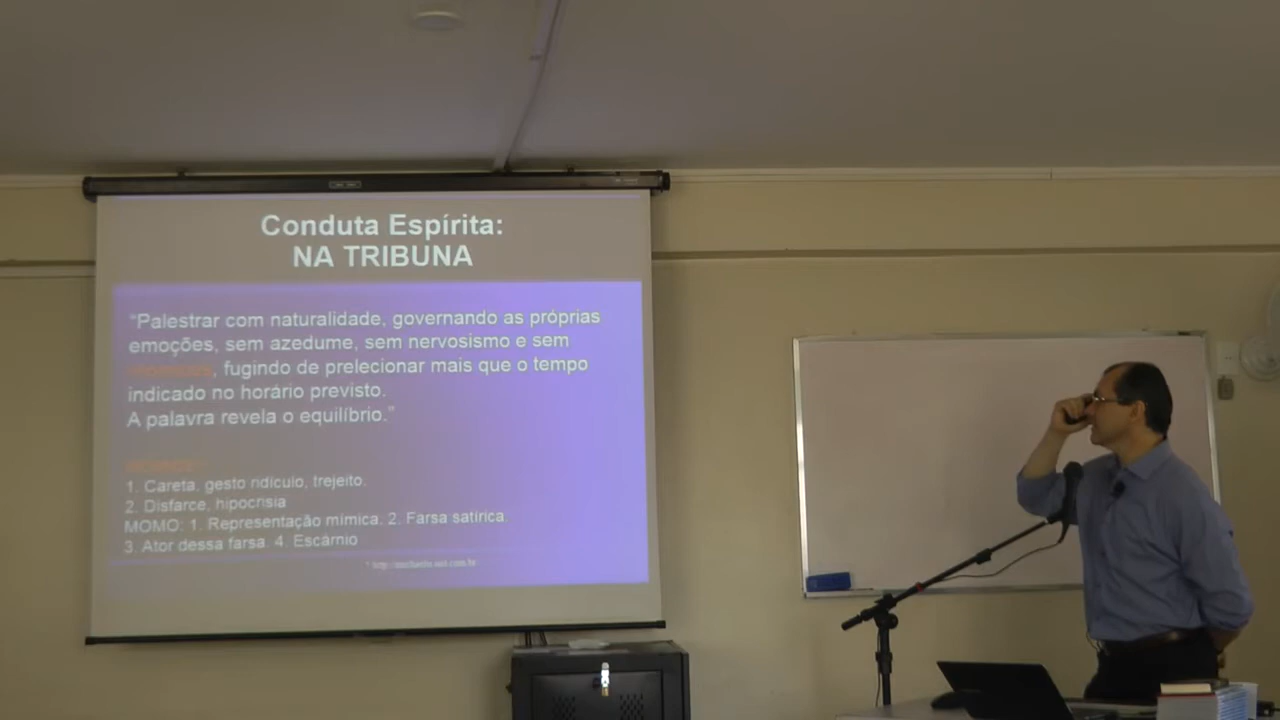 Conduta Espírita:
NA TRIBUNA
“Palestrar com naturalidade, governando as próprias
emoções, sem azedume, sem nervosismo e sem
, fugindo de prelecionar mais que o tempo
indicado no horário previsto.
A palavra revela o equilíbrio.”
1. Careta, gesto ridículo, trejeito.
2. Disfarce, hipocrisia
MOMO: 1. Representação mímica. 2. Farsa satírica.
3. Ator dessa farsa. 4. Escárnio